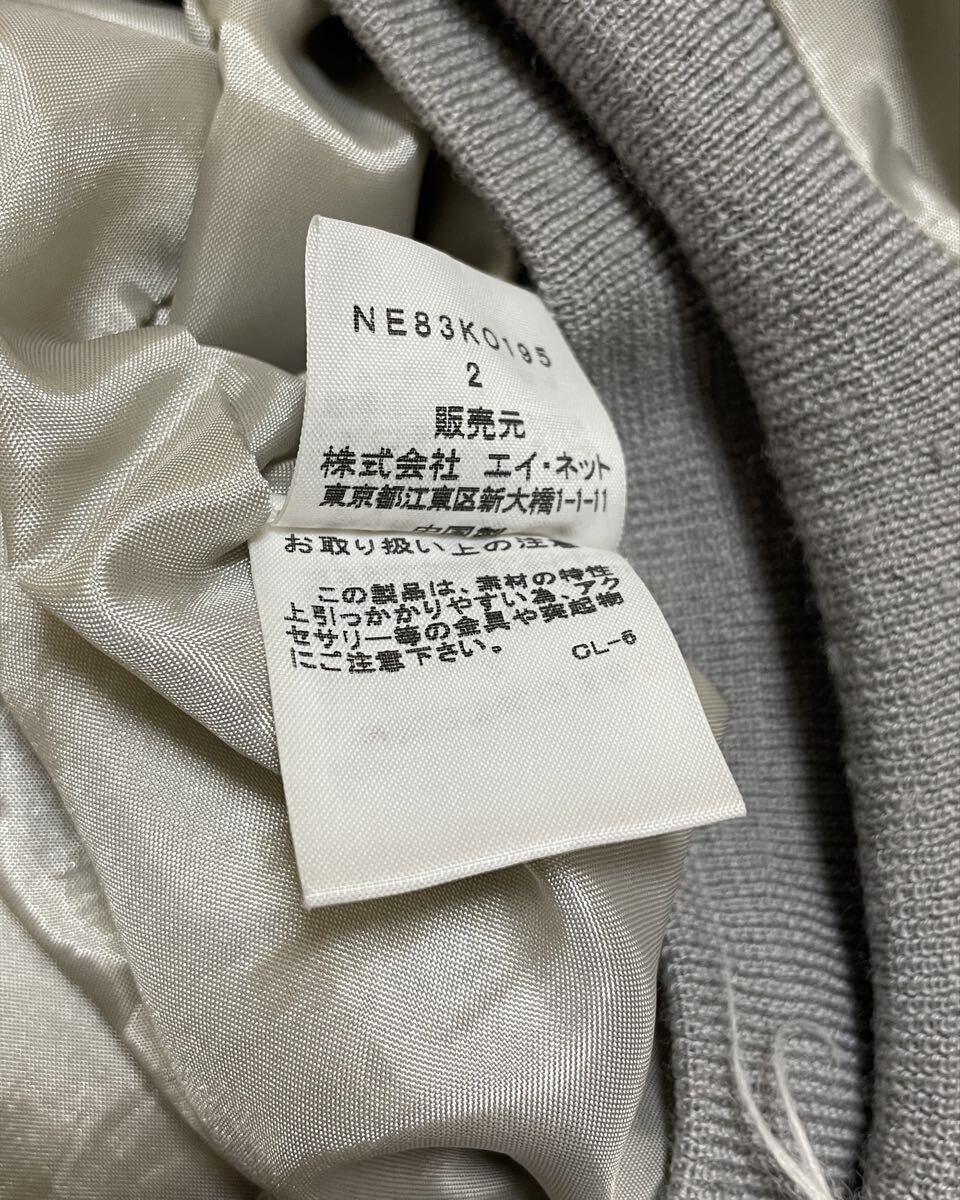 NE83K0195
2
販売元
株式会社 エイ・ネット
東京都江東区新大橋1-1-11
中国製
お取り扱い上の注意
この製品は、素材の特性
上引っかかりやすい為、アク
セサリー等の金具や突起物
にご注意下さい。
CL-6